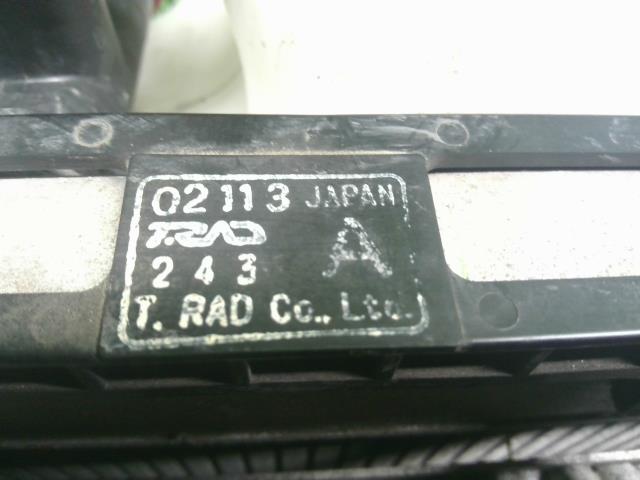 02113 JAPAN
T.RAD
243 A
T. RAD Co., Ltd.